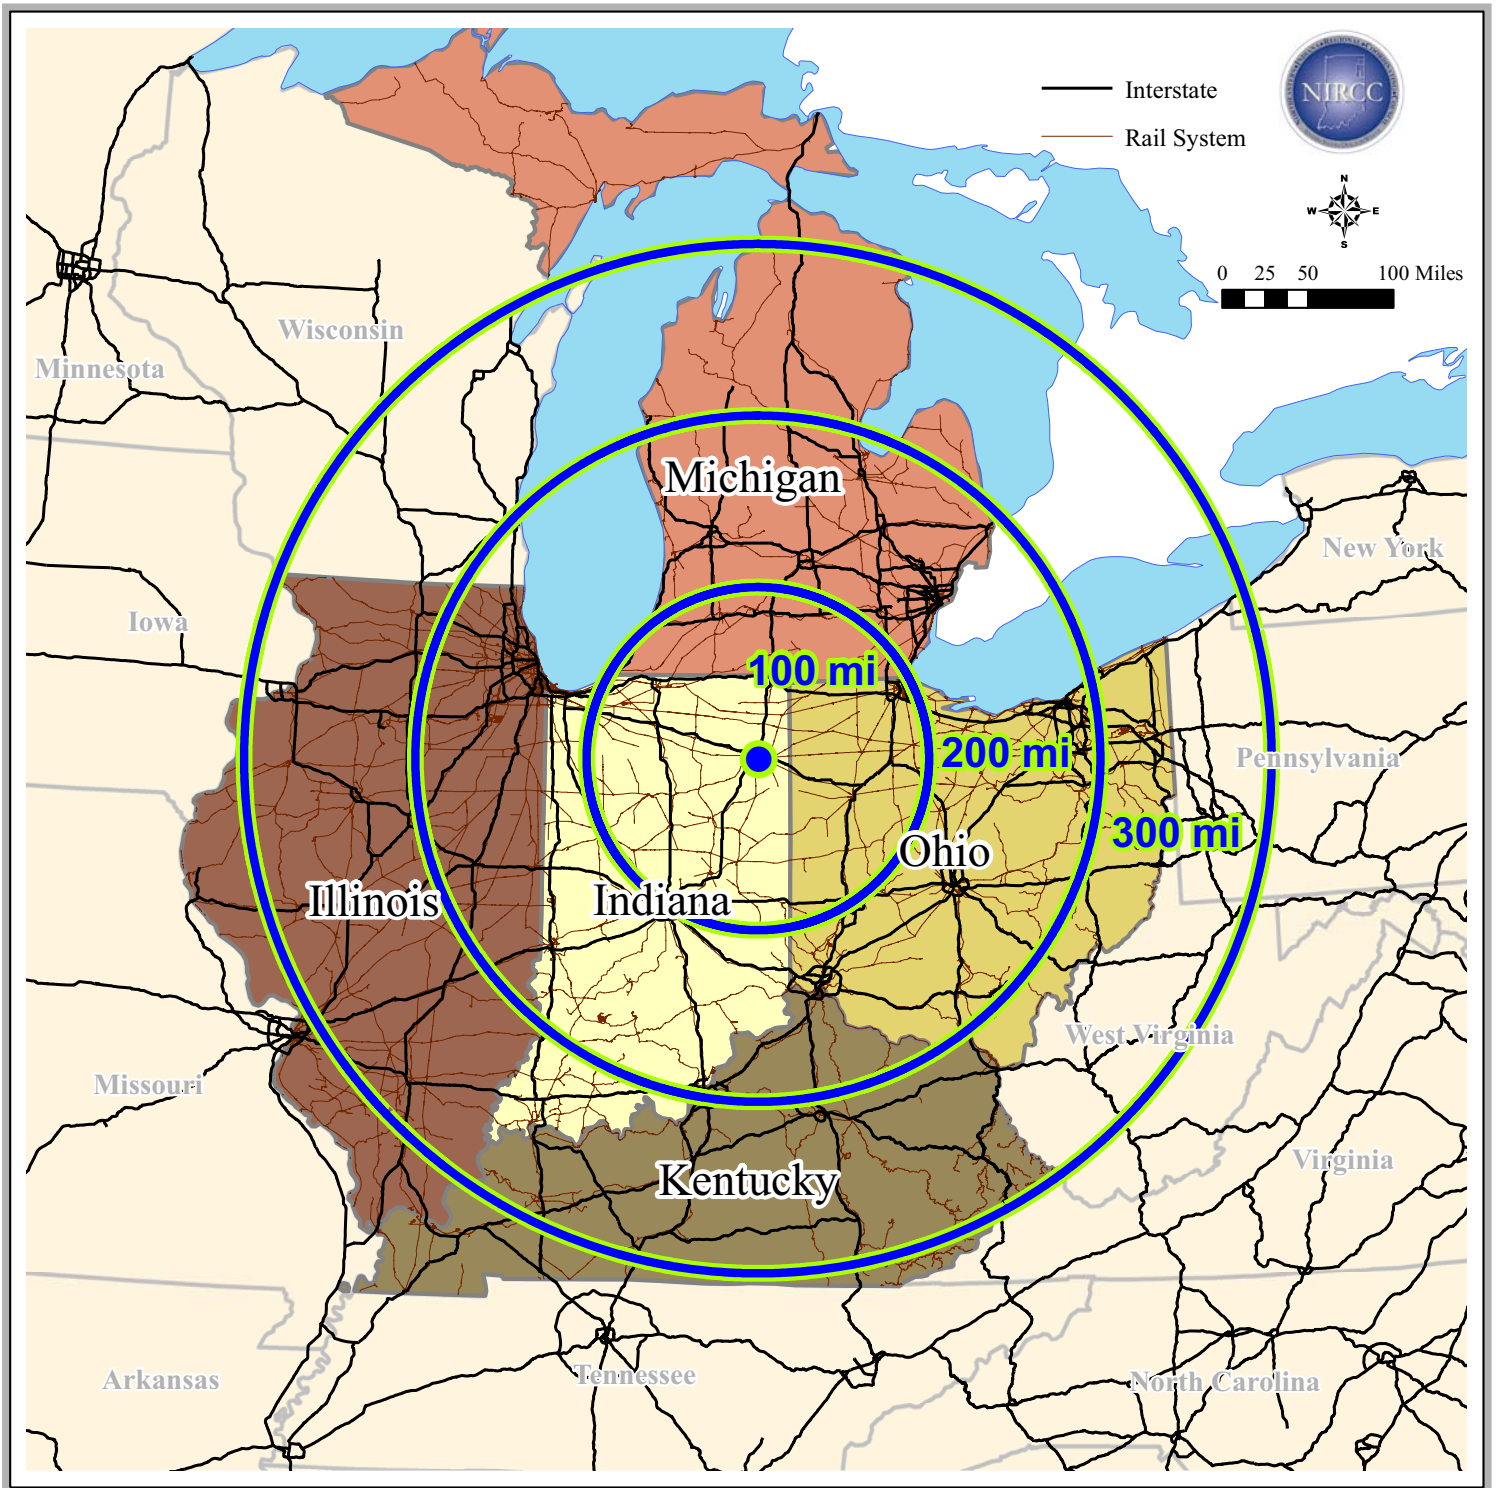 Interstate
Rail System
NIRCC
N
W E
S
0 25 50 100 Miles
Wisconsin
Minnesota
Michigan
New York
Iowa
100 mi
200 mi
Pennsylvania
300 mi
Ohio
Illinois
Indiana
West Virginia
Missouri
Virginia
Kentucky
Tennessee
Arkansas
North Carolina